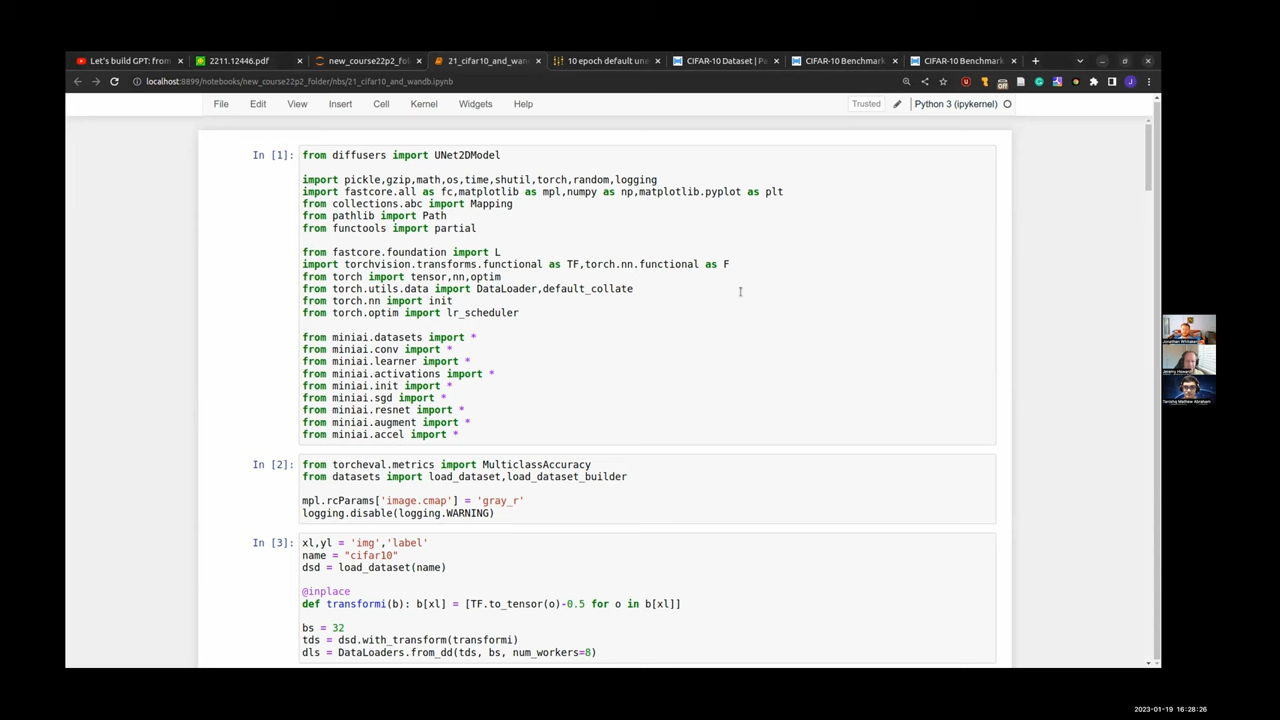 Let's build GPT: from
2211.12446.pdf
new_course22p2_fol
21_cifar10_and_wan
10 epoch default une
CIFAR-10 Dataset | Pa
CIFAR-10 Benchmark
CIFAR-10 Benchmark
localhost:8899/notebooks/new_course22p2_folder/nbs/21_cifar10_and_wandb.ipynb
File Edit View Insert Cell Kernel Widgets Help
Trusted
Python 3 (ipykernel)
In [1]:
from diffusers import UNet2DModel
import pickle,gzip,math,os,time,shutil,torch,random,logging
import fastcore.all as fc,matplotlib as mpl,numpy as np,matplotlib.pyplot as plt
from collections.abc import Mapping
from pathlib import Path
from functools import partial
from fastcore.foundation import L
import torchvision.transforms.functional as TF,torch.nn.functional as F
from torch import tensor,nn,optim
from torch.utils.data import DataLoader,default_collate
from torch.nn import init
from torch.optim import lr_scheduler
from miniai.datasets import *
from miniai.conv import *
from miniai.learner import *
from miniai.activations import *
from miniai.init import *
from miniai.sgd import *
from miniai.resnet import *
from miniai.augment import *
from miniai.accel import *
In [2]:
from torcheval.metrics import MulticlassAccuracy
from datasets import load_dataset,load_dataset_builder
mpl.rcParams['image.cmap'] = 'gray_r'
logging.disable(logging.WARNING)
In [3]:
xl,yl = 'img','label'
name = "cifar10"
dsd = load_dataset(name)
@inplace
def transformi(b): b[xl] = [TF.to_tensor(o)-0.5 for o in b[xl]]
bs = 32
tds = dsd.with_transform(transformi)
dls = DataLoaders.from_dd(tds, bs, num_workers=8)
Jonathan Whitaker
Jeremy Howard
Tanishq Mathew Abraham
2023-01-19 16:28:26